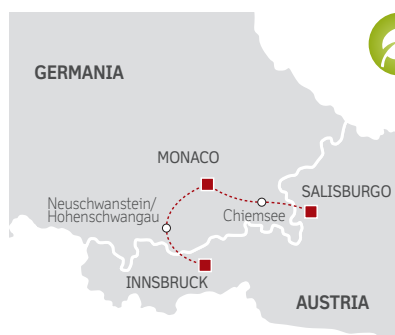 GERMANIA
MONACO
Neuschwanstein/
Hohenschwangau
Chiemsee
SALISBURGO
INNSBRUCK
AUSTRIA